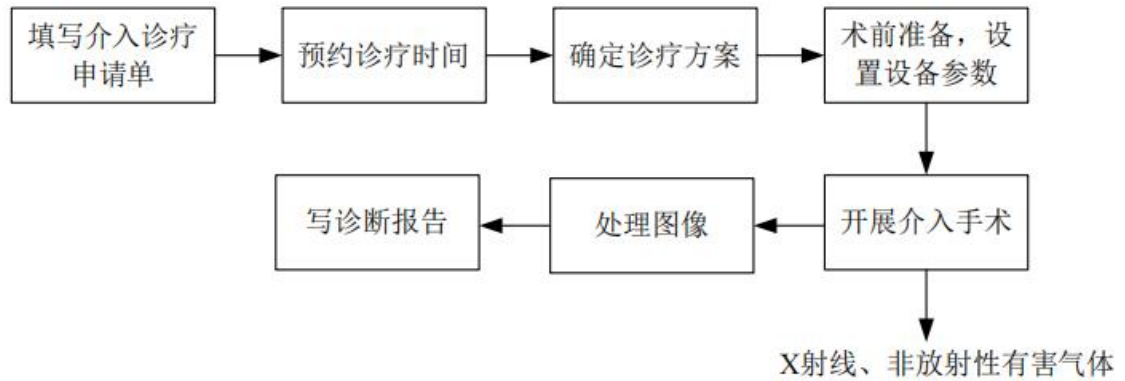 填写介入诊疗
申请单
预约诊疗时间
确定诊疗方案
术前准备，设
置设备参数
开展介入手术
处理图像
写诊断报告
X射线、非放射性有害气体